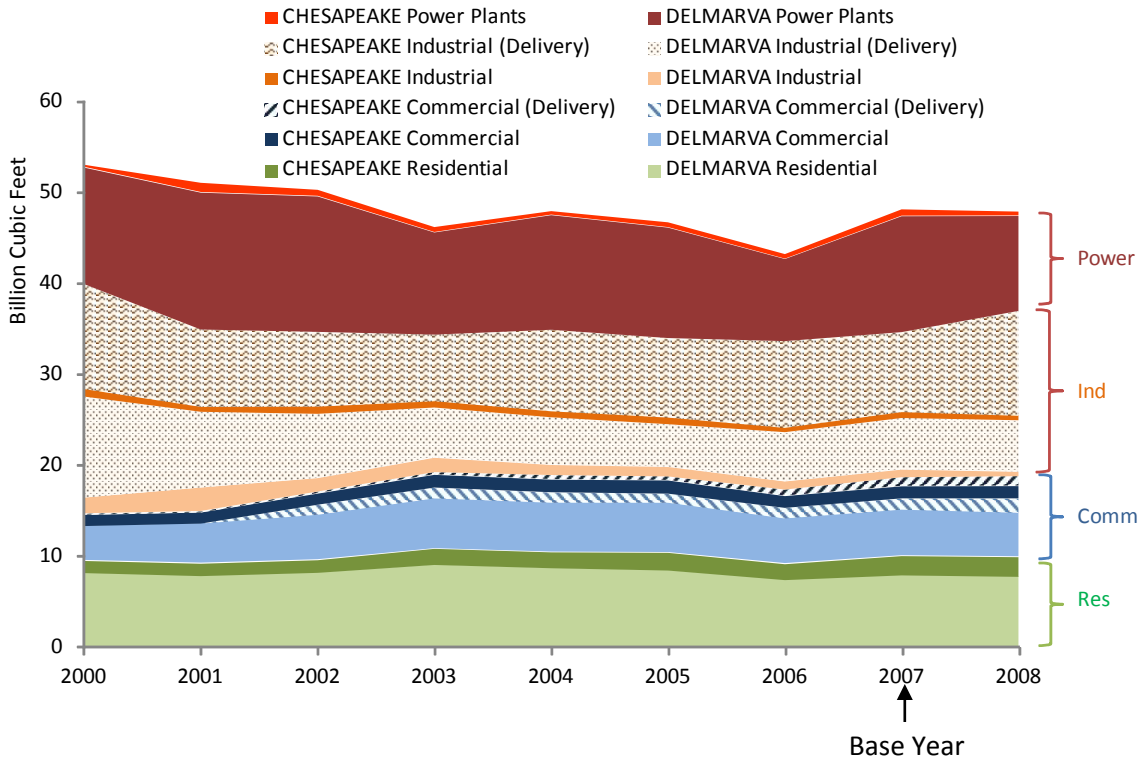 CHESAPEAKE Power Plants DELMARVA Power Plants
CHESAPEAKE Industrial (Delivery) DELMARVA Industrial (Delivery)
CHESAPEAKE Industrial DELMARVA Industrial
CHESAPEAKE Commercial (Delivery) DELMARVA Commercial (Delivery)
CHESAPEAKE Commercial DELMARVA Commercial
CHESAPEAKE Residential DELMARVA Residential
Billion Cubic Feet
60
50
40
30
20
10
0
Power
Ind
Comm
Res
2000 2001 2002 2003 2004 2005 2006 2007 2008
Base Year